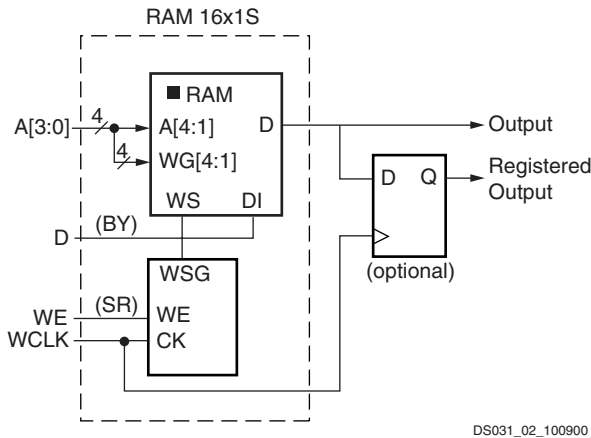 RAM 16x1S
RAM
A[3:0]
4
A[4:1]
D
Output
4
WG[4:1]
D
Q
Registered
Output
WS
DI
D
(BY)
(optional)
WSG
WE
(SR)
WE
WCLK
CK
DS031_02_100900